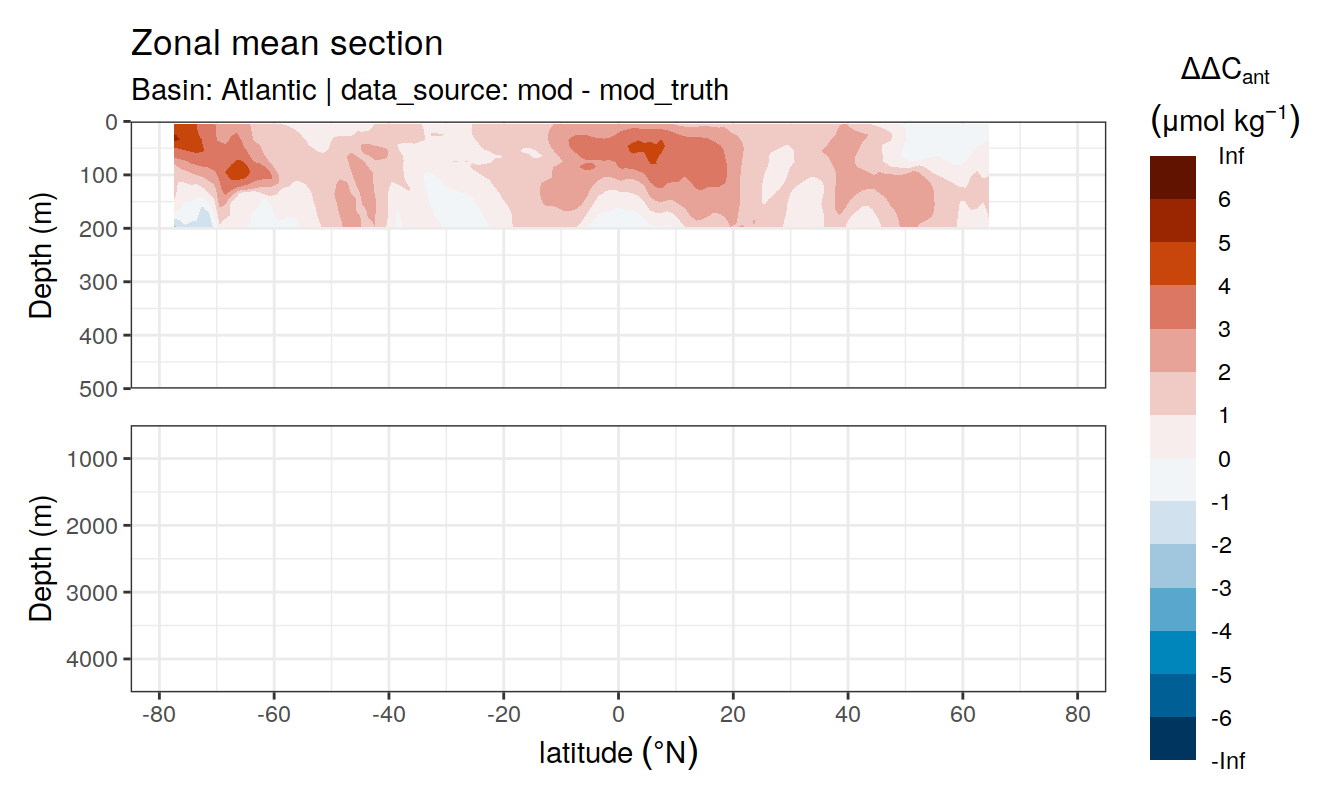 Zonal mean section
Basin: Atlantic | data_source: mod - mod_truth
ΔΔCant
(μmol kg⁻¹)
Inf
6
5
4
3
2
1
0
-1
-2
-3
-4
-5
-6
-Inf
Depth (m)
0
100
200
300
400
500
Depth (m)
1000
2000
3000
4000
-80 -60 -40 -20 0 20 40 60 80
latitude (°N)